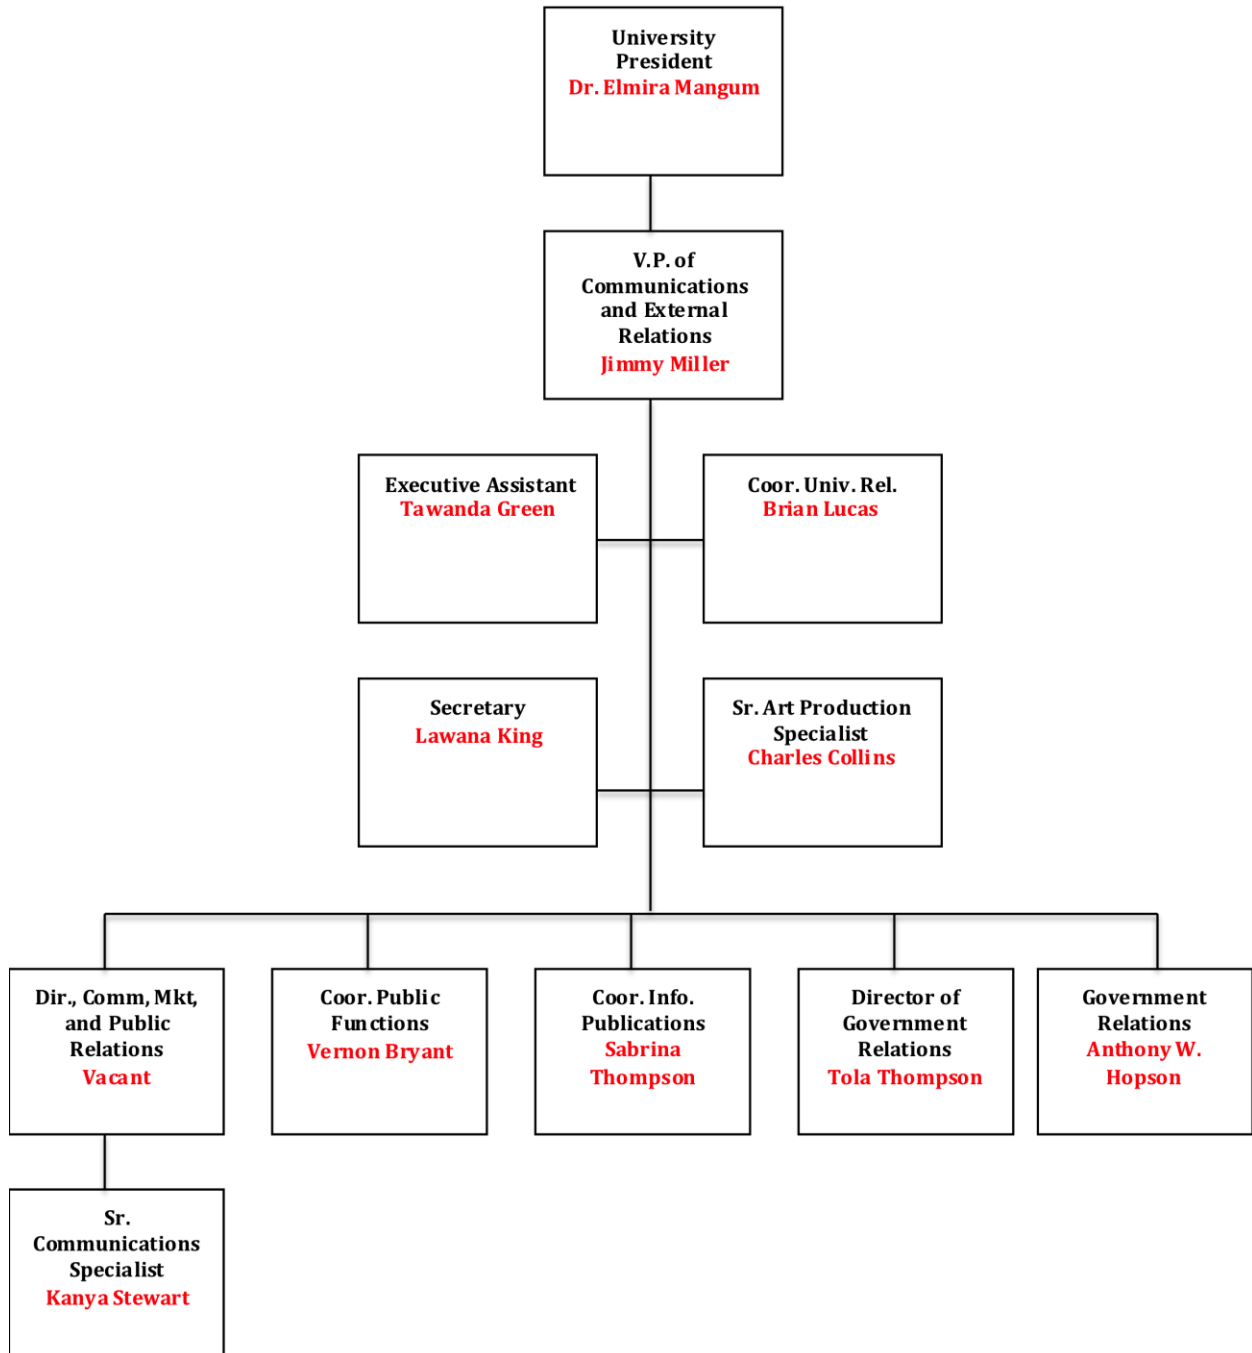 University
President
Dr. Elmira Mangum
V.P. of
Communications
and External
Relations
Jimmy Miller
Executive Assistant
Tawanda Green
Coor. Univ. Rel.
Brian Lucas
Secretary
Lawana King
Sr. Art Production
Specialist
Charles Collins
Dir., Comm, Mkt,
and Public
Relations
Vacant
Coor. Public
Functions
Vernon Bryant
Coor. Info.
Publications
Sabrina
Thompson
Director of
Government
Relations
Tola Thompson
Government
Relations
Anthony W.
Hopson
Sr.
Communications
Specialist
Kanya Stewart